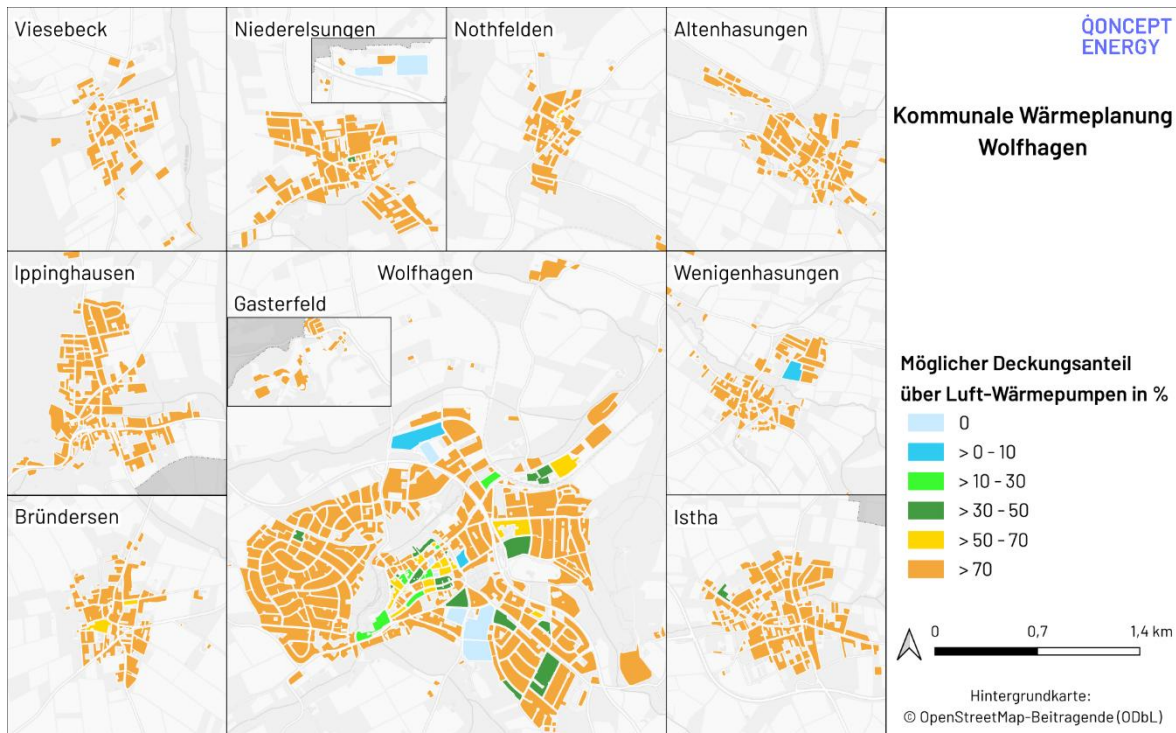 Viesebeck
Niederelsungen
Nothfelden
Altenhasungen
QONCEPT
ENERGY
Kommunale Wärmeplanung
Wolfhagen
Ippinghausen
Wolfhagen
Gasterfeld
Wenigenhasungen
Bründersen
Istha
Möglicher Deckungsanteil
über Luft-Wärmepumpen in %
0
> 0 - 10
> 10 - 30
> 30 - 50
> 50 - 70
> 70
0 0,7 1,4 km
Hintergrundkarte:
© OpenStreetMap-Beitragende (ODbL)